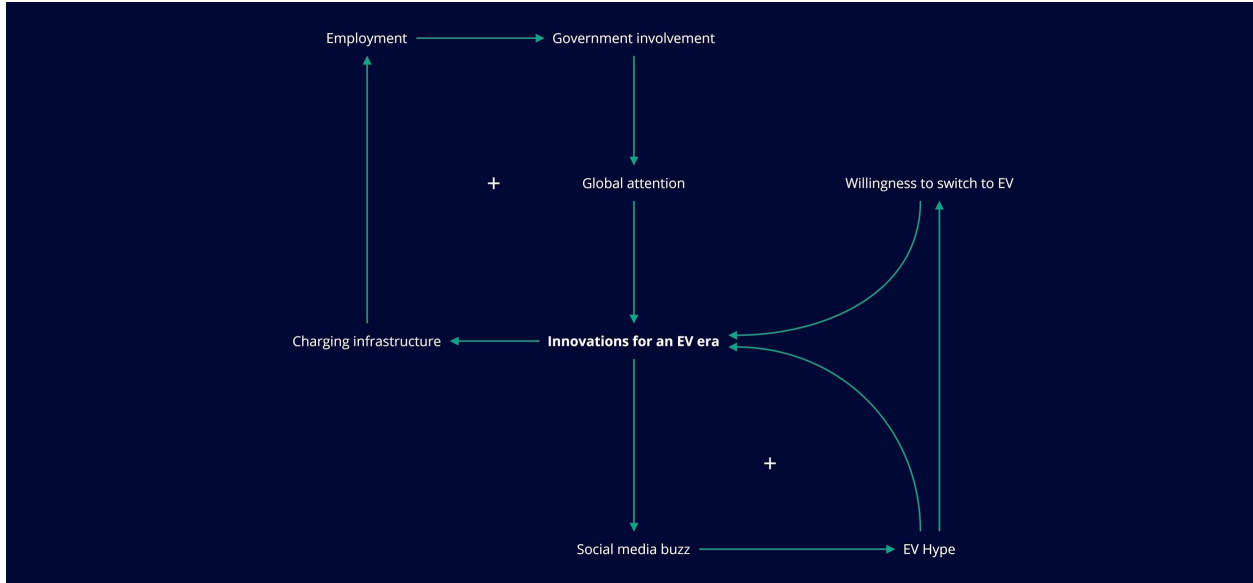 Employment
Government involvement
+
Global attention
Willingness to switch to EV
Charging infrastructure
Innovations for an EV era
+
Social media buzz
EV Hype